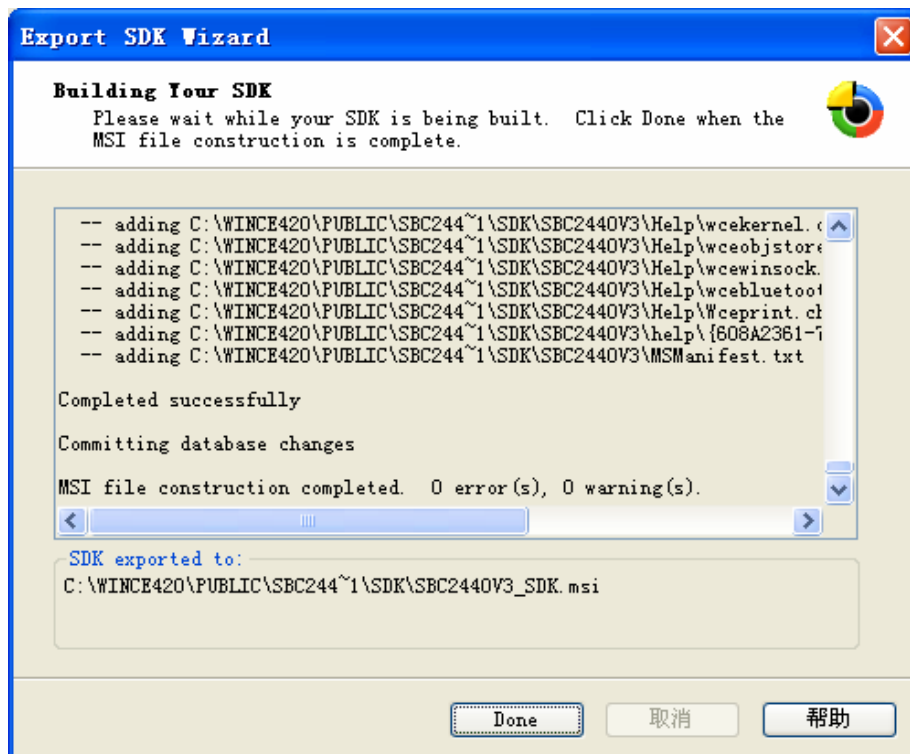 Export SDK Wizard
Building Your SDK
Please wait while your SDK is being built. Click Done when the
MSI file construction is complete.
-- adding C:\WINCE420\PUBLIC\SBC244~1\SDK\SBC2440V3\Help\wcekernel.c
-- adding C:\WINCE420\PUBLIC\SBC244~1\SDK\SBC2440V3\Help\wceobjstore
-- adding C:\WINCE420\PUBLIC\SBC244~1\SDK\SBC2440V3\Help\wcewinsock.
-- adding C:\WINCE420\PUBLIC\SBC244~1\SDK\SBC2440V3\Help\wcebluetoot
-- adding C:\WINCE420\PUBLIC\SBC244~1\SDK\SBC2440V3\Help\Wceprint.ch
-- adding C:\WINCE420\PUBLIC\SBC244~1\SDK\SBC2440V3\help\{608A2361-7
-- adding C:\WINCE420\PUBLIC\SBC244~1\SDK\SBC2440V3\MSManifest.txt
Completed successfully
Committing database changes
MSI file construction completed. 0 error(s), 0 warning(s).
SDK exported to:
C:\WINCE420\PUBLIC\SBC244~1\SDK\SBC2440V3_SDK.msi
Done 取消 帮助